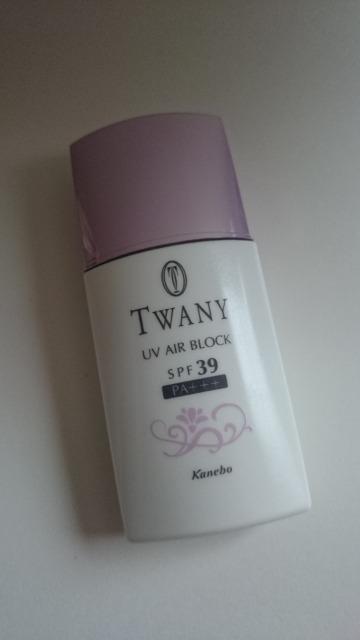 T
TWANY
UV AIR BLOCK
SPF 39
PA+++
Kanebo